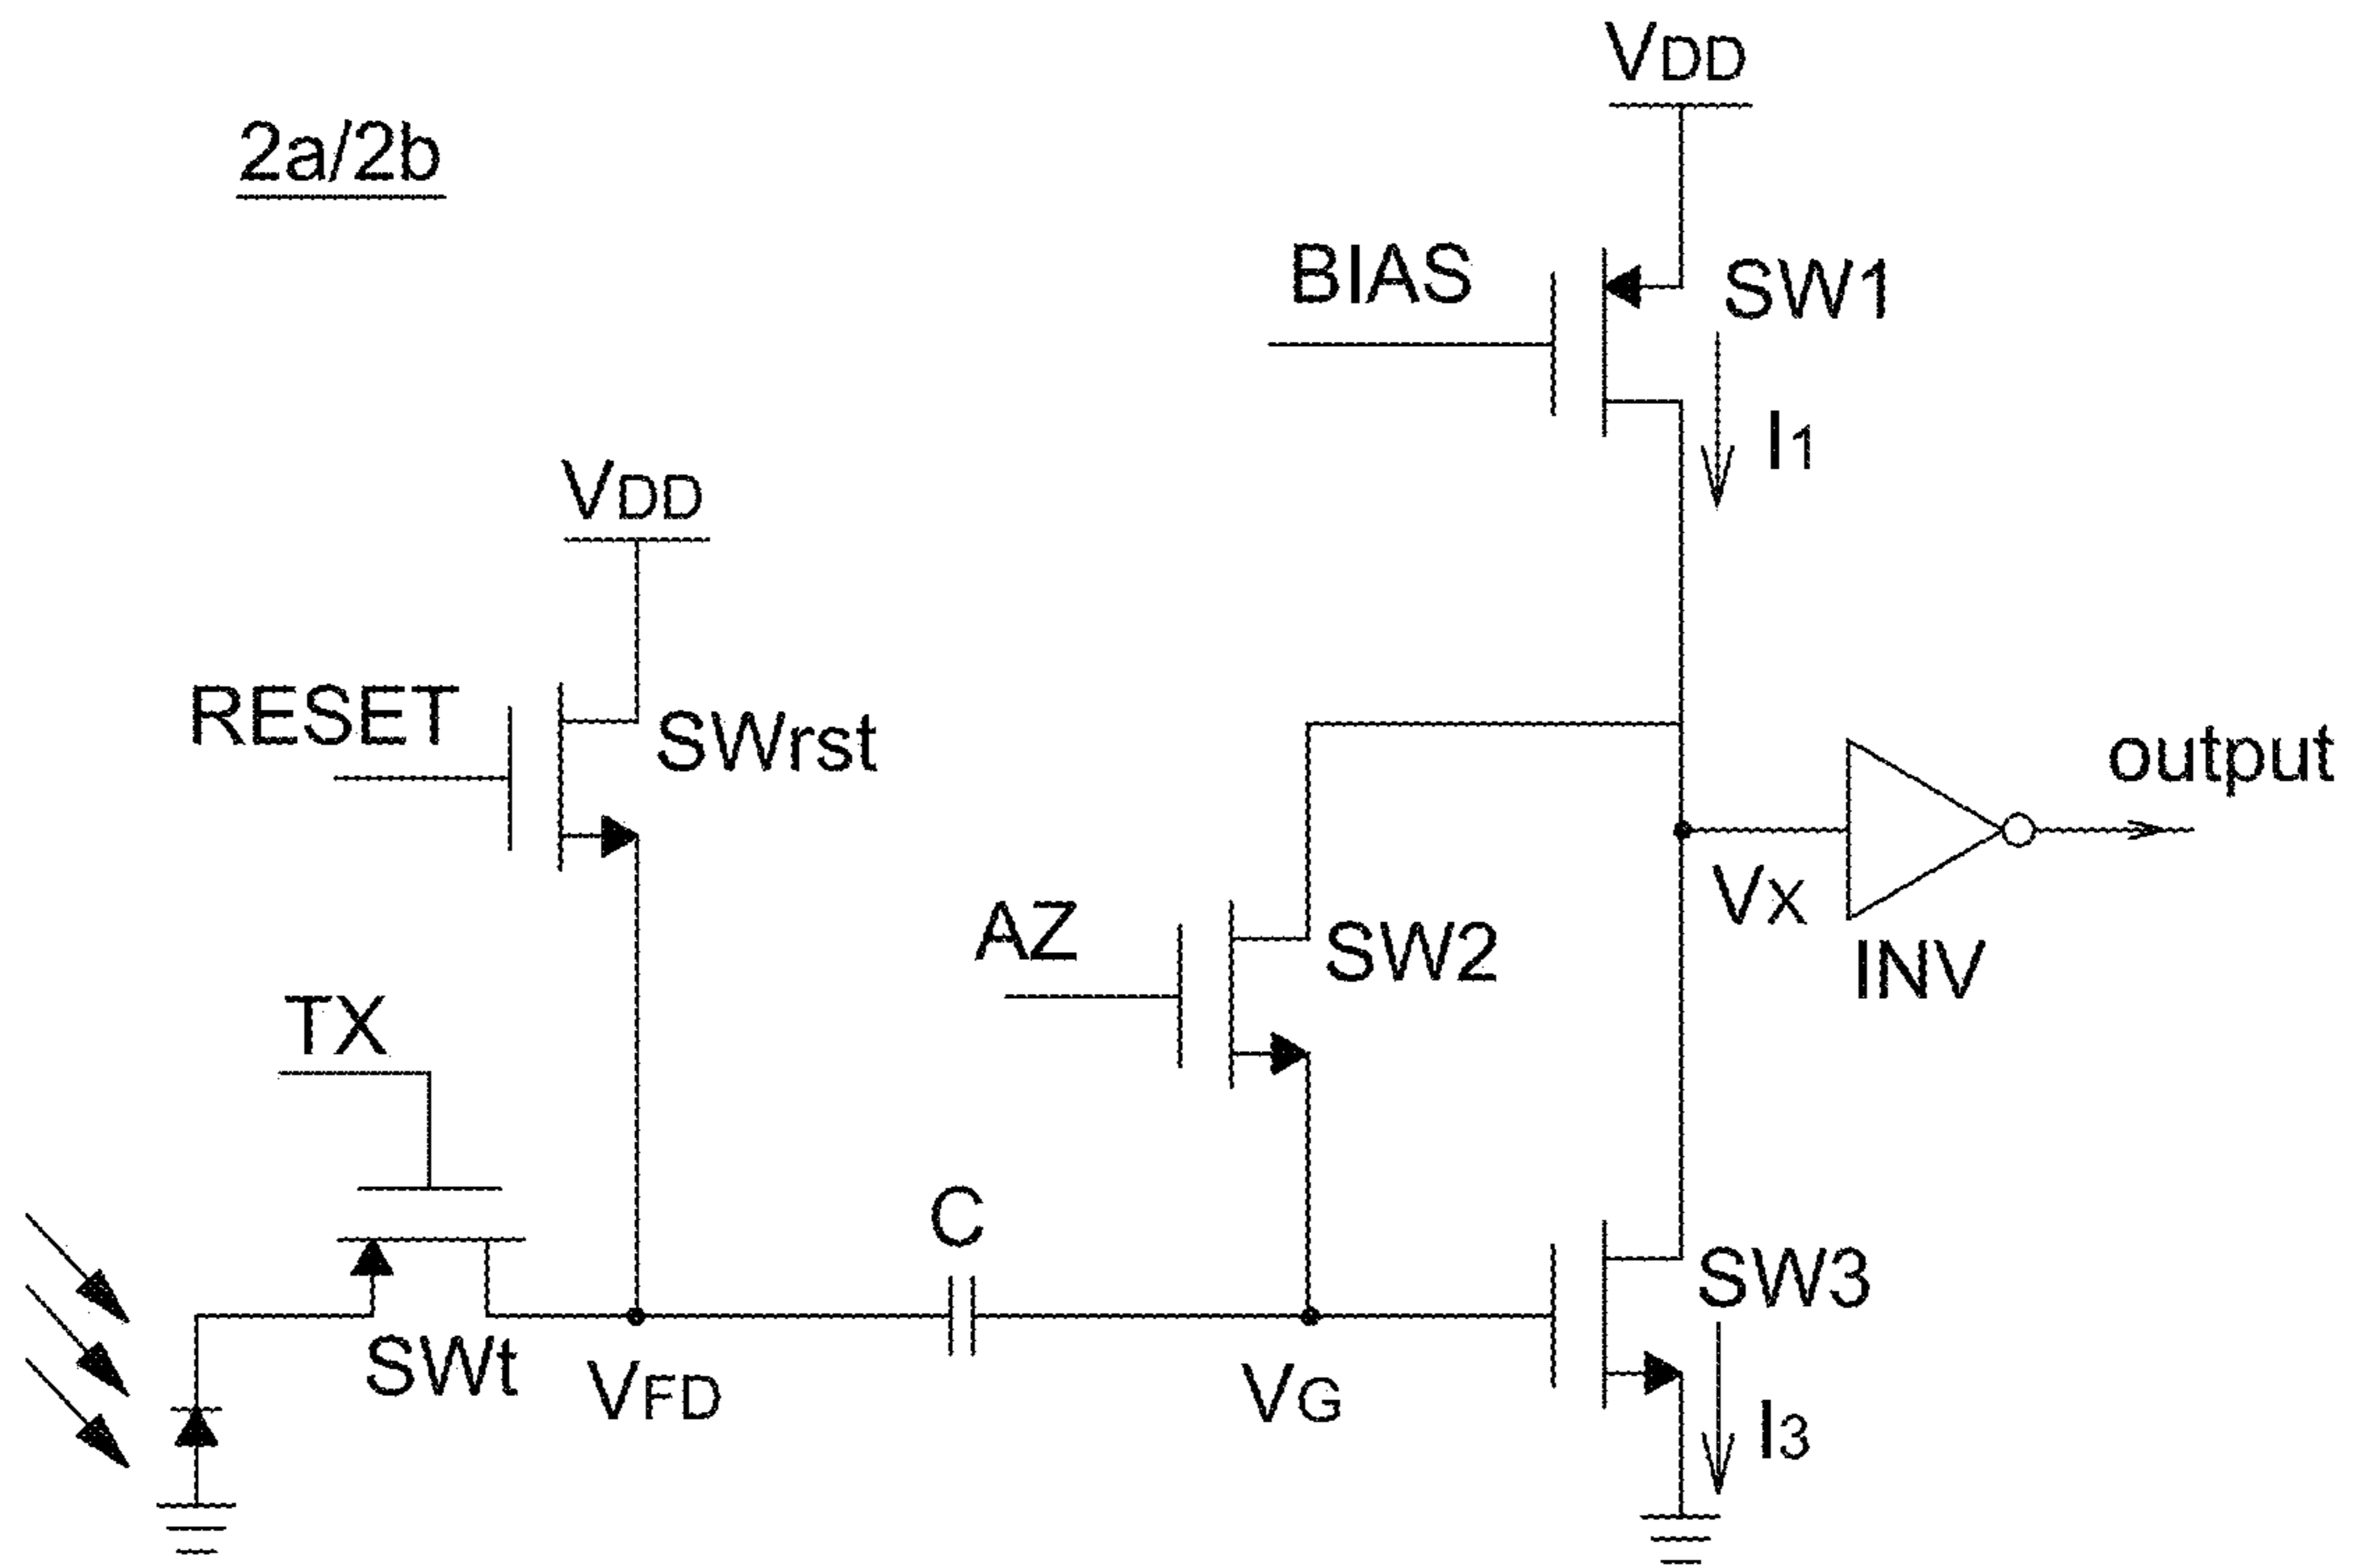 VDD
2a/2b
BIAS
SW1
I1
VDD
RESET
SWrst
output
AZ
SW2
VX
INV
TX
C
SW3
SWt
VFD
VG
I3